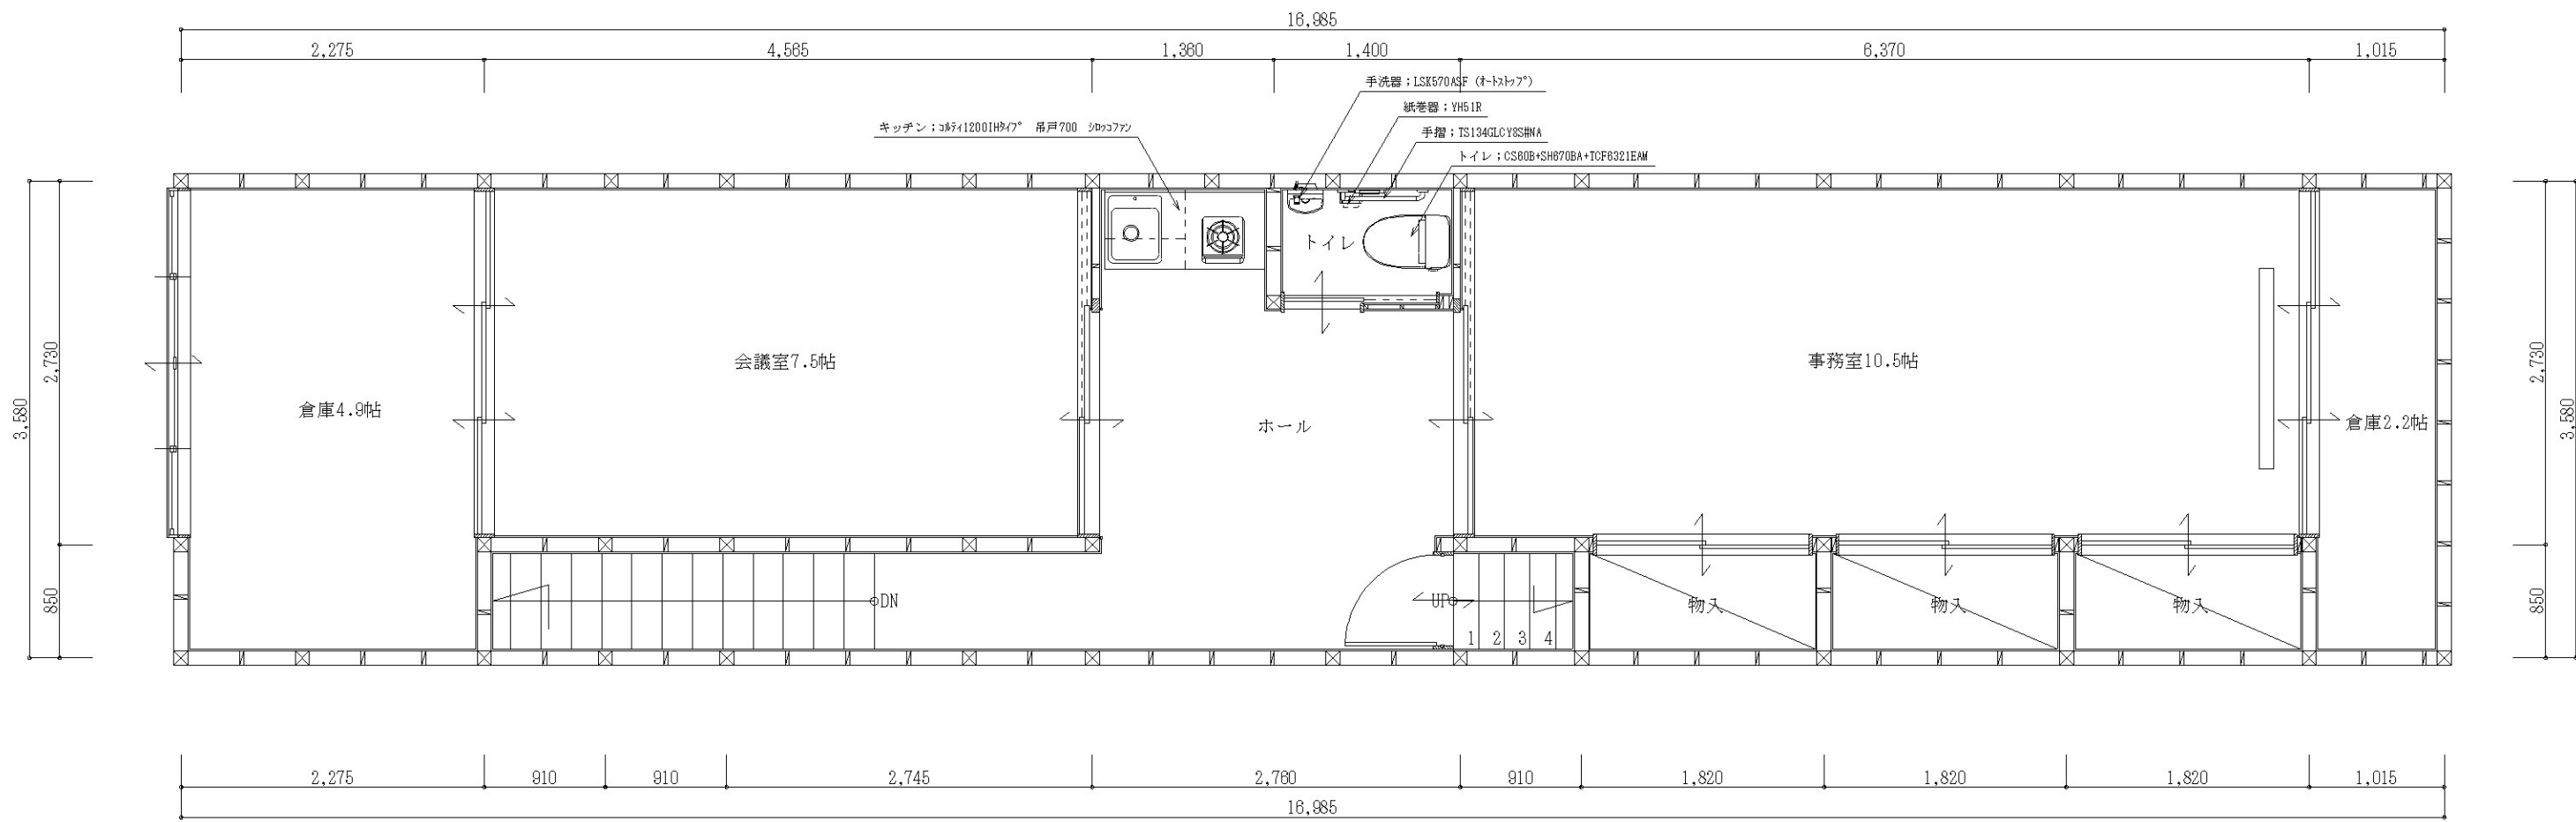 16,985
2,275
4,565
1,360
1,400
6,370
1,015
手洗器；LSK570ASF (ｵｰﾄｽﾄｯﾌﾟ)
紙巻器；YH51R
手摺；TS134GLCY8S#NA
トイレ；CS60B+SH670BA+TCF6321EAM
キッチン；ｺﾙﾃｨ1200IHﾀｲﾌﾟ 吊戸700 ｼﾛｯｺﾌｧﾝ
3,580
2,730
850
倉庫4.9帖
会議室7.5帖
トイレ
ホール
事務室10.5帖
倉庫2.2帖
DN
UP
1 2 3 4
物入
物入
物入
2,730
850
3,580
2,275
910
910
2,745
2,760
910
1,820
1,820
1,820
1,015
16,985